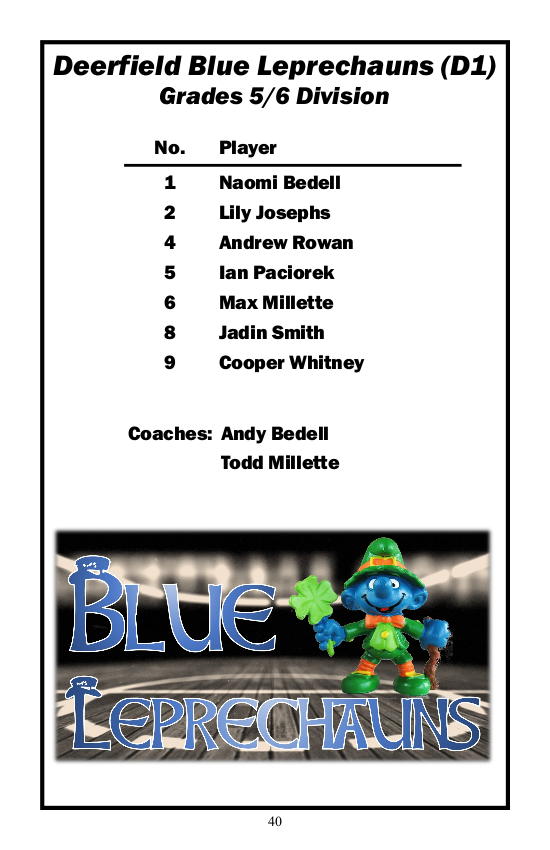 Deerfield Blue Leprechauns (D1)
Grades 5/6 Division
No. Player
1 Naomi Bedell
2 Lily Josephs
4 Andrew Rowan
5 Ian Paciorek
6 Max Millette
8 Jadin Smith
9 Cooper Whitney
Coaches: Andy Bedell
Todd Millette
BLUE
LEPRECHAUNS
40